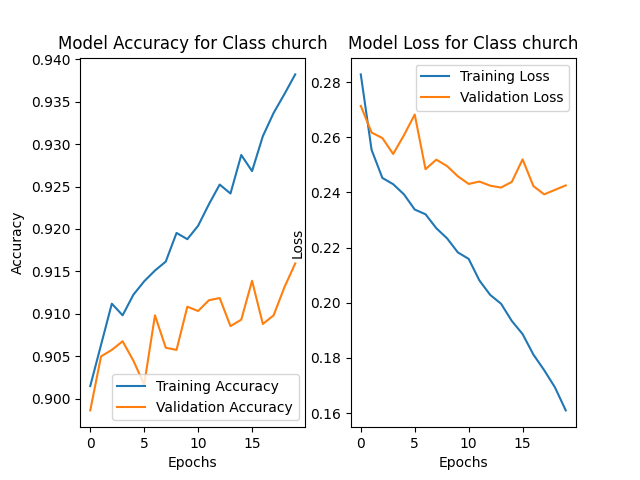 Model Accuracy for Class church
0.940
0.935
0.930
0.925
0.920
0.915
0.910
0.905
0.900
Accuracy
Training Accuracy
Validation Accuracy
0 5 10 15
Epochs
Model Loss for Class church
Training Loss
Validation Loss
0.28
0.26
0.24
0.22
0.20
0.18
0.16
Loss
0 5 10 15
Epochs